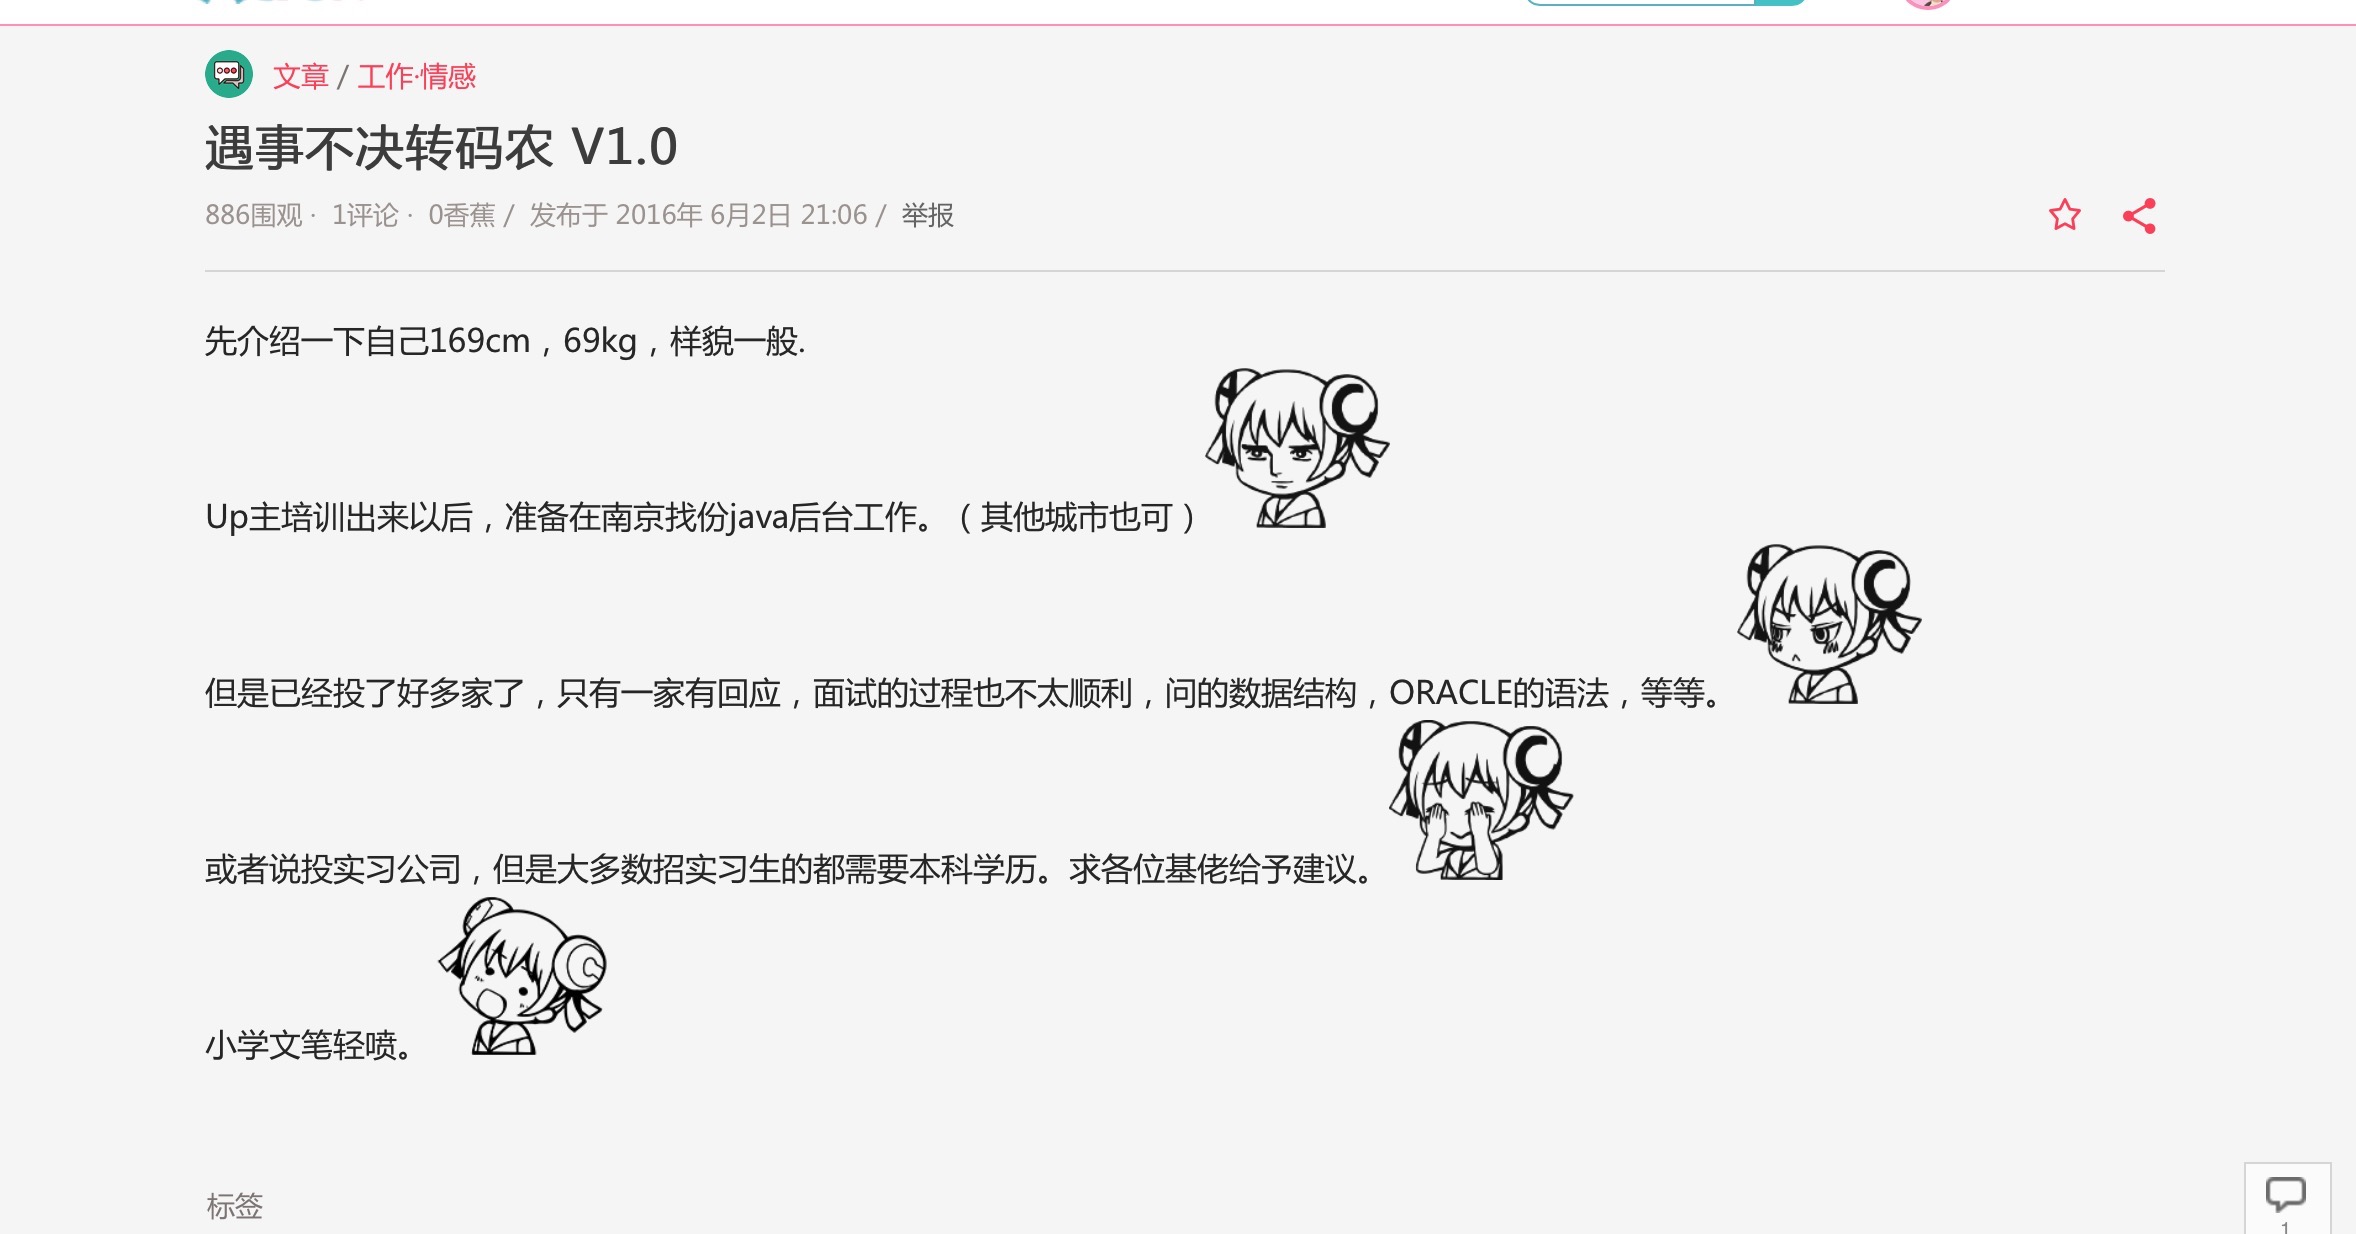 文章 / 工作·情感
遇事不决转码农 V1.0
886围观 · 1评论 · 0香蕉 / 发布于 2016年 6月2日 21:06 / 举报
先介绍一下自己169cm，69kg，样貌一般.
Up主培训出来以后，准备在南京找份java后台工作。（其他城市也可）
但是已经投了好多家了，只有一家有回应，面试的过程也不太顺利，问的数据结构，ORACLE的语法，等等。
或者说投实习公司，但是大多数招实习生的都需要本科学历。求各位基佬给予建议。
小学文笔轻喷。
标签
1